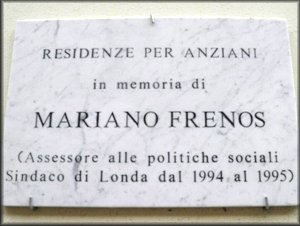 RESIDENZE PER ANZIANI
in memoria di
MARIANO FRENOS
(Assessore alle politiche sociali
Sindaco di Londa dal 1994 al 1995)